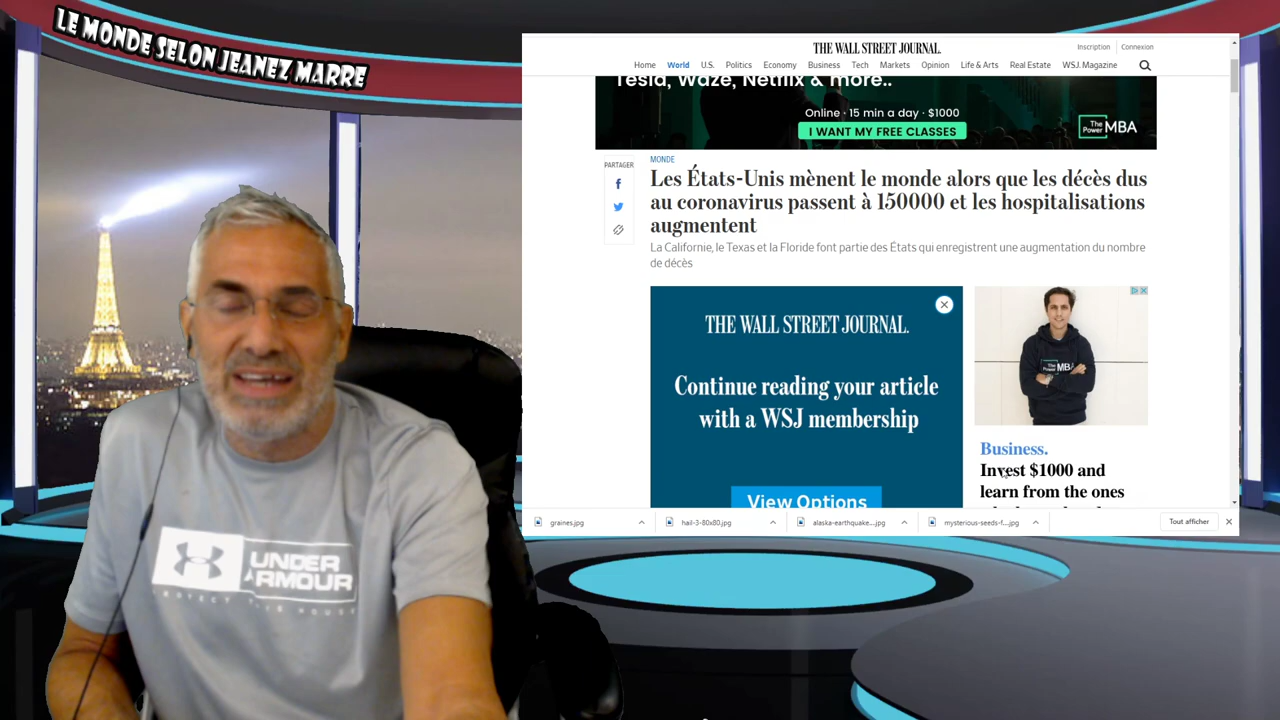 LE MONDE SELON JEANEZ MARRE
THE WALL STREET JOURNAL.
Inscription
Connexion
Home World U.S. Politics Economy Business Tech Markets Opinion Life & Arts Real Estate WSJ. Magazine
Tesla, Waze, Netflix & more..
Online · 15 min a day · $1000
I WANT MY FREE CLASSES
The Power MBA
PARTAGER
MONDE
Les États-Unis mènent le monde alors que les décès dus
au coronavirus passent à 150000 et les hospitalisations
augmentent
La Californie, le Texas et la Floride font partie des États qui enregistrent une augmentation du nombre
de décès
THE WALL STREET JOURNAL.
Continue reading your article
with a WSJ membership
View Options
MBA
Business.
Invest $1000 and
learn from the ones
graines.jpg
hail-3-80x80.jpg
alaska-earthquake....jpg
mysterious-seeds-f....jpg
Tout afficher
UNDER
ARMOUR